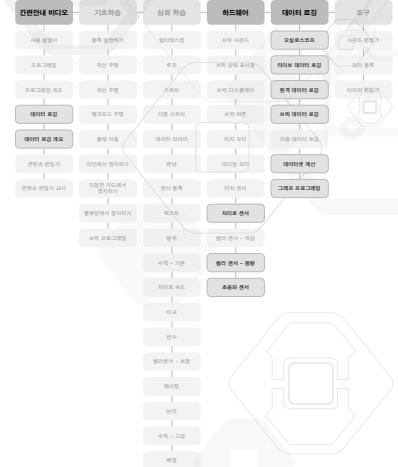 간편안내 비디오
기초학습
심화 학습
하드웨어
데이터 로깅
도구
사용 설명서
블록 설정하기
멀티태스킹
브릭 사운드
오실로스코프
사운드 편집기
프로그래밍
직선 주행
루프
브릭 상태 표시등
라이브 데이터 로깅
마이 블록
프로그래밍 개요
곡선 주행
스위치
브릭 디스플레이
원격 데이터 로깅
이미지 편집기
데이터 로깅
탱크모드 주행
다중 스위치
브릭 버튼
브릭 데이터 로깅
데이터 로깅 개요
물체 이동
데이터 와이어
라지 모터
자동 데이터 로깅
콘텐츠 편집기
라인에서 정지하기
랜덤
미디엄 모터
데이터셋 계산
콘텐츠 편집기 교사
지정한 각도에서
정지하기
센서 블록
터치 센서
그래프 프로그래밍
물체앞에서 정지하기
텍스트
자이로 센서
브릭 프로그래밍
범위
컬러 센서 - 색상
수학 - 기본
컬러 센서 - 광량
자이로 속도
초음파 센서
비교
변수
컬러센서 - 보정
메시징
논리
수학 - 고급
배열